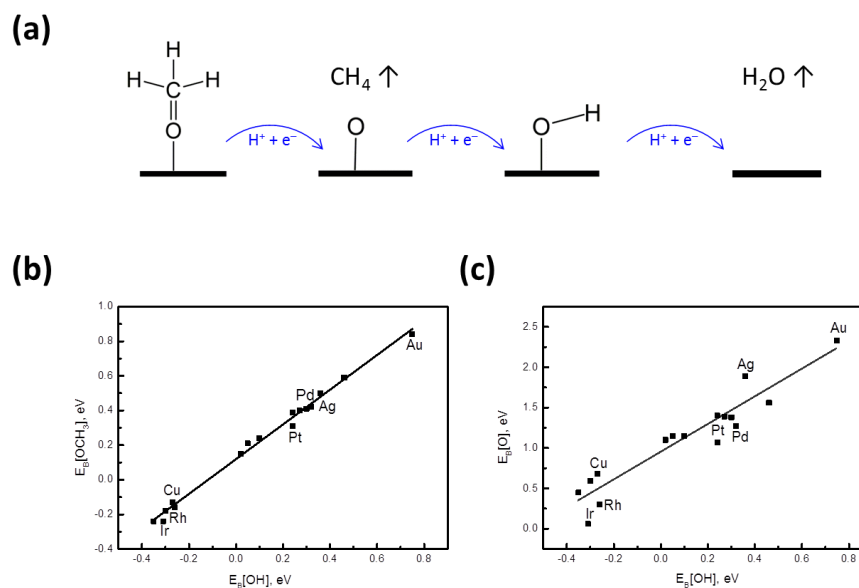 (a)
H
H
H
C
O
H⁺ + e⁻
CH₄ ↑
O
H⁺ + e⁻
O
H
H⁺ + e⁻
H₂O ↑
(b)
E_B[OCH₃], eV
1.0
0.8
0.6
0.4
0.2
0.0
-0.2
-0.4
Au
Pd
Ag
Pt
Cu
Rh
Ir
-0.4
-0.2
0.0
0.2
0.4
0.6
0.8
E_B[OH], eV
(c)
E_B[O], eV
2.5
2.0
1.5
1.0
0.5
0.0
Au
Ag
Pt
Pd
Cu
Rh
Ir
-0.4
-0.2
0.0
0.2
0.4
0.6
0.8
E_B[OH], eV